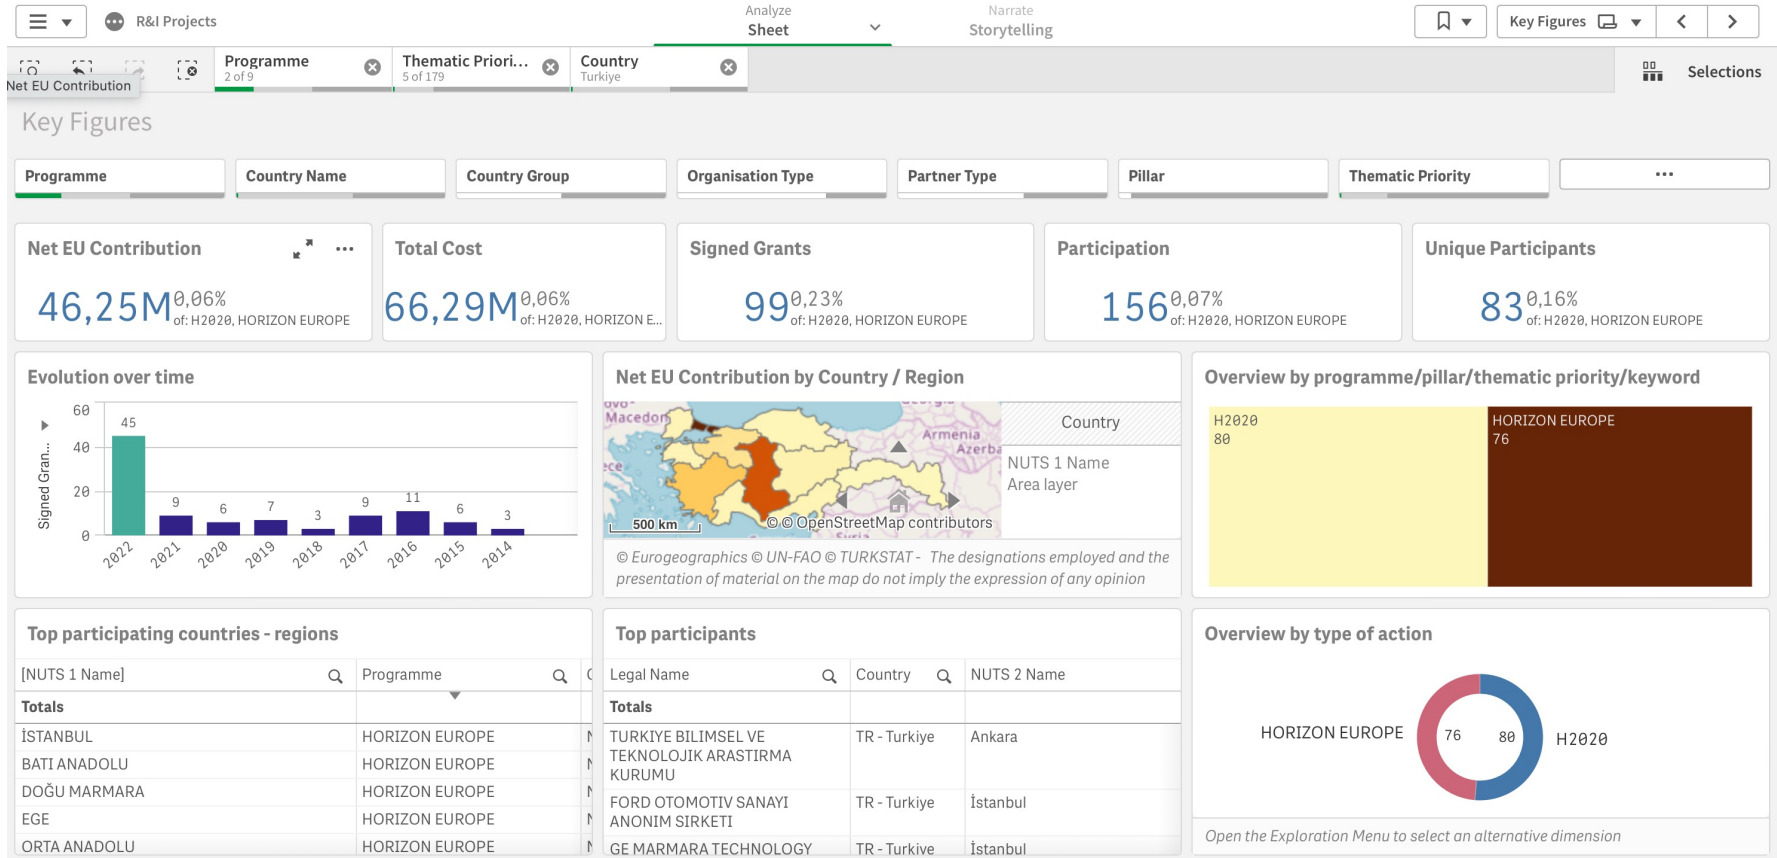 R&I Projects
Analyze
Sheet
Narrate
Storytelling
Key Figures
Programme
2 of 9
Thematic Priori...
5 of 179
Country
Turkiye
Selections
Net EU Contribution
Key Figures
Programme
Country Name
Country Group
Organisation Type
Partner Type
Pillar
Thematic Priority
Net EU Contribution
46,25M
0,06%
of: H2020, HORIZON EUROPE
Total Cost
66,29M
0,06%
of: H2020, HORIZON E...
Signed Grants
99
0,23%
of: H2020, HORIZON EUROPE
Participation
156
0,07%
of: H2020, HORIZON EUROPE
Unique Participants
83
0,16%
of: H2020, HORIZON EUROPE
Evolution over time
Signed Gran...
60
40
20
0
45
9
6
7
3
9
11
6
3
2022
2021
2020
2019
2018
2017
2016
2015
2014
Net EU Contribution by Country / Region
Macedon
Armenia
Azerba
500 km
© © OpenStreetMap contributors
Country
NUTS 1 Name
Area layer
© Eurogeographics © UN-FAO © TURKSTAT - The designations employed and the
presentation of material on the map do not imply the expression of any opinion
Overview by programme/pillar/thematic priority/keyword
H2020
80
HORIZON EUROPE
76
Top participating countries - regions
[NUTS 1 Name]
Programme
Totals
İSTANBUL
HORIZON EUROPE
BATI ANADOLU
HORIZON EUROPE
DOĞU MARMARA
HORIZON EUROPE
EGE
HORIZON EUROPE
ORTA ANADOLU
HORIZON EUROPE
Top participants
Legal Name
Country
NUTS 2 Name
Totals
TURKIYE BILIMSEL VE
TEKNOLOJIK ARASTIRMA
KURUMU
TR - Turkiye
Ankara
FORD OTOMOTIV SANAYI
ANONIM SIRKETI
TR - Turkiye
İstanbul
GE MARMARA TECHNOLOGY
TR - Turkiye
İstanbul
Overview by type of action
HORIZON EUROPE
76
80
H2020
Open the Exploration Menu to select an alternative dimension